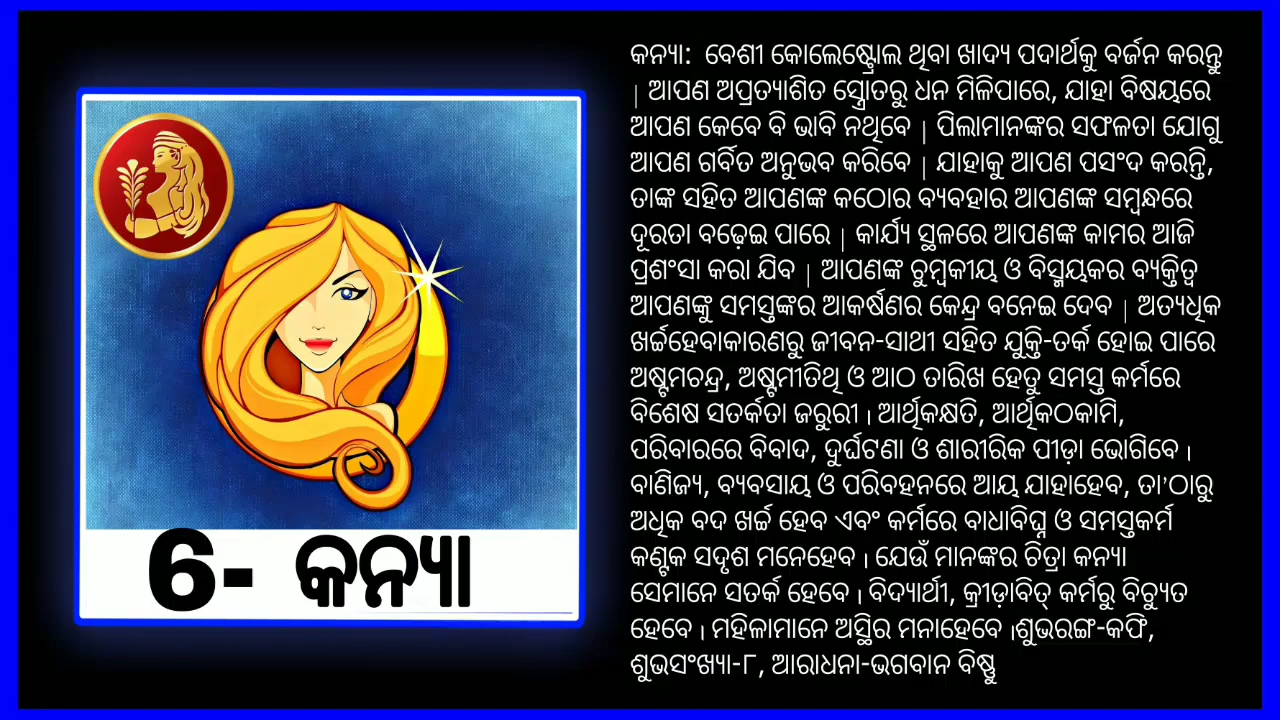 6- କନ୍ୟା
କନ୍ୟା: ବେଶୀ କୋଲେଷ୍ଟ୍ରୋଲ ଥିବା ଖାଦ୍ୟ ପଦାର୍ଥକୁ ବର୍ଜନ କରନ୍ତୁ
| ଆପଣ ଅପ୍ରତ୍ୟାଶିତ ସ୍ତ୍ରୋତରୁ ଧନ ମିଳିପାରେ, ଯାହା ବିଷୟରେ
ଆପଣ କେବେ ବି ଭାବି ନଥିବେ | ପିଲାମାନଙ୍କର ସଫଳତା ଯୋଗୁ
ଆପଣ ଗର୍ବିତ ଅନୁଭବ କରିବେ | ଯାହାକୁ ଆପଣ ପସଂଦ କରନ୍ତି,
ତାଙ୍କ ସହିତ ଆପଣଙ୍କ କଠୋର ବ୍ୟବହାର ଆପଣଙ୍କ ସମ୍ବନ୍ଧରେ
ଦୂରତା ବଢ଼େଇ ପାରେ | କାର୍ଯ୍ୟ ସ୍ଥଳରେ ଆପଣଙ୍କ କାମର ଆଜି
ପ୍ରଶଂସା କରା ଯିବ | ଆପଣଙ୍କ ଚୁମ୍ବକୀୟ ଓ ବିସ୍ମୟକର ବ୍ୟକ୍ତିତ୍ୱ
ଆପଣଙ୍କୁ ସମସ୍ତଙ୍କର ଆକର୍ଷଣର କେନ୍ଦ୍ର ବନେଇ ଦେବ | ଅତ୍ୟଧିକ
ଖର୍ଚ୍ଚହେବାକାରଣରୁ ଜୀବନ-ସାଥୀ ସହିତ ଯୁକ୍ତି-ତର୍କ ହୋଇ ପାରେ
ଅଷ୍ଟମଚନ୍ଦ୍ର, ଅଷ୍ଟମୀତିଥି ଓ ଆଠ ତାରିଖ ହେତୁ ସମସ୍ତ କର୍ମରେ
ବିଶେଷ ସତର୍କତା ଜରୁରୀ । ଆର୍ଥିକକ୍ଷତି, ଆର୍ଥିକଠକାମି,
ପରିବାରରେ ବିବାଦ, ଦୁର୍ଘଟଣା ଓ ଶାରୀରିକ ପୀଡ଼ା ଭୋଗିବେ ।
ବାଣିଜ୍ୟ, ବ୍ୟବସାୟ ଓ ପରିବହନରେ ଆୟ ଯାହାହେବ, ତା’ଠାରୁ
ଅଧିକ ବଦ ଖର୍ଚ୍ଚ ହେବ ଏବଂ କର୍ମରେ ବାଧାବିଘ୍ନ ଓ ସମସ୍ତକର୍ମ
କଣ୍ଟକ ସଦୃଶ ମନେହେବ । ଯେଉଁ ମାନଙ୍କର ଚିତ୍ରା କନ୍ୟା
ସେମାନେ ସତର୍କ ହେବେ । ବିଦ୍ୟାର୍ଥୀ, କ୍ରୀଡ଼ାବିତ୍ କର୍ମରୁ ବିଚ୍ୟୁତ
ହେବେ । ମହିଳାମାନେ ଅସ୍ଥିର ମନାହେବେ ।ଶୁଭରଙ୍ଗ-କଫି,
ଶୁଭସଂଖ୍ୟା-୮, ଆରାଧନା-ଭଗବାନ ବିଷ୍ଣୁ